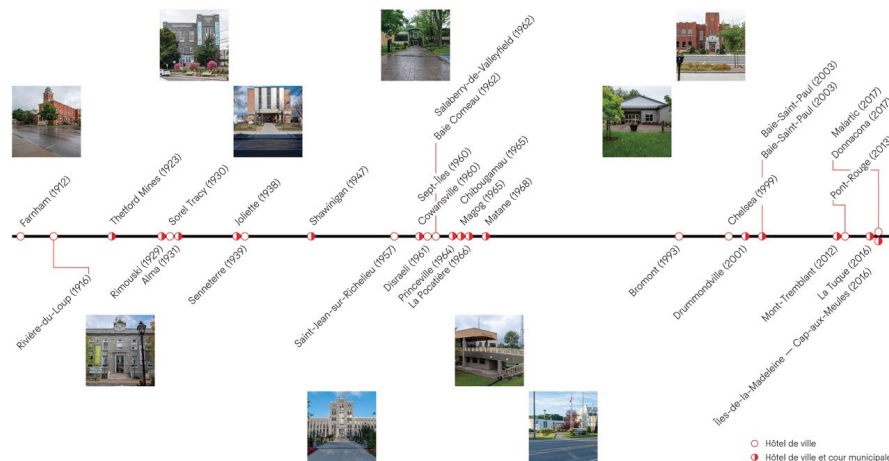 Farnham (1912)
Rivière-du-Loup (1916)
Thetford Mines (1923)
Rimouski (1929)
Sorel Tracy (1930)
Alma (1931)
Joliette (1938)
Senneterre (1939)
Shawinigan (1947)
Saint-Jean-sur-Richelieu (1957)
Sept-Îles (1960)
Cowansville (1960)
Disraeli (1961)
Salaberry-de-Valleyfield (1962)
Baie Comeau (1962)
Princeville (1964)
Chibougamau (1965)
Magog (1965)
La Pocatière (1966)
Matane (1968)
Bromont (1993)
Chelsea (1999)
Drummondville (2001)
Baie-Saint-Paul (2003)
Baie-Saint-Paul (2003)
Mont-Tremblant (2012)
Pont-Rouge (2013)
La Tuque (2016)
Îles-de-la-Madeleine — Cap-aux-Meules (2016)
Malartic (2017)
Donnacona (2017)
Hôtel de ville
Hôtel de ville et cour municipale